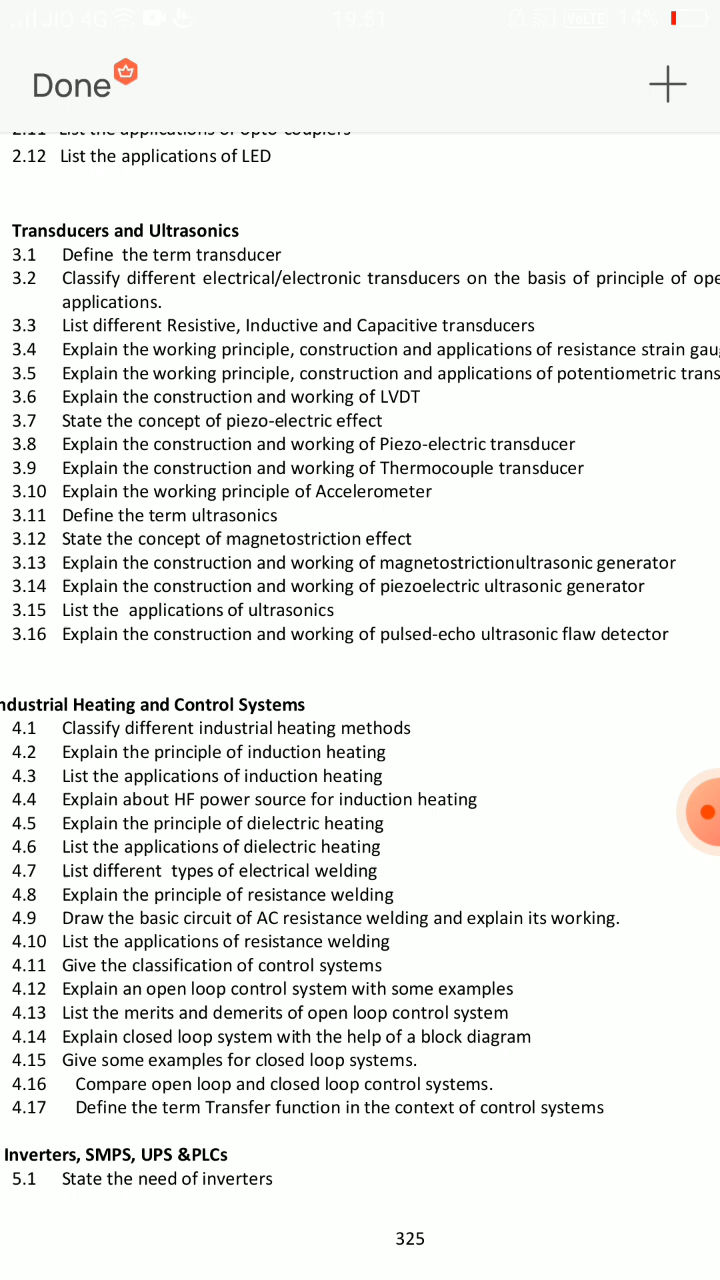 JIO 4G 19:51 VoLTE 14%
Done
2.11 List the applications of opto-couplers
2.12 List the applications of LED
Transducers and Ultrasonics
3.1 Define the term transducer
3.2 Classify different electrical/electronic transducers on the basis of principle of ope
applications.
3.3 List different Resistive, Inductive and Capacitive transducers
3.4 Explain the working principle, construction and applications of resistance strain gau
3.5 Explain the working principle, construction and applications of potentiometric trans
3.6 Explain the construction and working of LVDT
3.7 State the concept of piezo-electric effect
3.8 Explain the construction and working of Piezo-electric transducer
3.9 Explain the construction and working of Thermocouple transducer
3.10 Explain the working principle of Accelerometer
3.11 Define the term ultrasonics
3.12 State the concept of magnetostriction effect
3.13 Explain the construction and working of magnetostrictionultrasonic generator
3.14 Explain the construction and working of piezoelectric ultrasonic generator
3.15 List the applications of ultrasonics
3.16 Explain the construction and working of pulsed-echo ultrasonic flaw detector
ndustrial Heating and Control Systems
4.1 Classify different industrial heating methods
4.2 Explain the principle of induction heating
4.3 List the applications of induction heating
4.4 Explain about HF power source for induction heating
4.5 Explain the principle of dielectric heating
4.6 List the applications of dielectric heating
4.7 List different types of electrical welding
4.8 Explain the principle of resistance welding
4.9 Draw the basic circuit of AC resistance welding and explain its working.
4.10 List the applications of resistance welding
4.11 Give the classification of control systems
4.12 Explain an open loop control system with some examples
4.13 List the merits and demerits of open loop control system
4.14 Explain closed loop system with the help of a block diagram
4.15 Give some examples for closed loop systems.
4.16 Compare open loop and closed loop control systems.
4.17 Define the term Transfer function in the context of control systems
Inverters, SMPS, UPS &PLCs
5.1 State the need of inverters
325